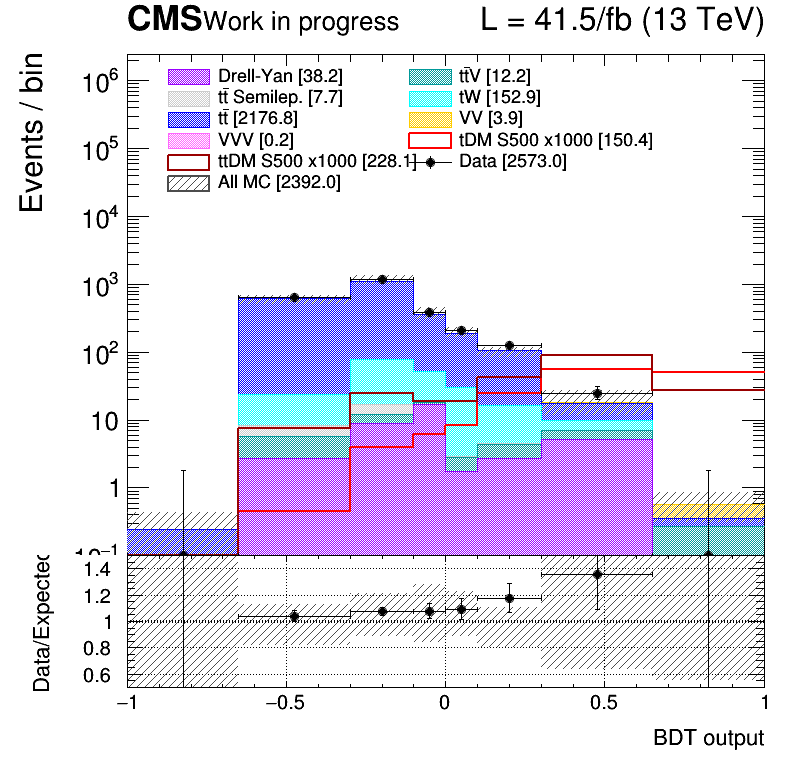 CMS Work in progress L = 41.5/fb (13 TeV)
Events / bin
Drell-Yan [38.2] tt̄V [12.2]
tt̄ Semilep. [7.7] tW [152.9]
tt̄ [2176.8] VV [3.9]
VVV [0.2] tDM S500 x1000 [150.4]
ttDM S500 x1000 [228.1] Data [2573.0]
All MC [2392.0]
10⁶
10⁵
10⁴
10³
10²
10
1
10⁻¹
Data/Expected
1.4
1.2
1
0.8
0.6
−1 −0.5 0 0.5 1
BDT output